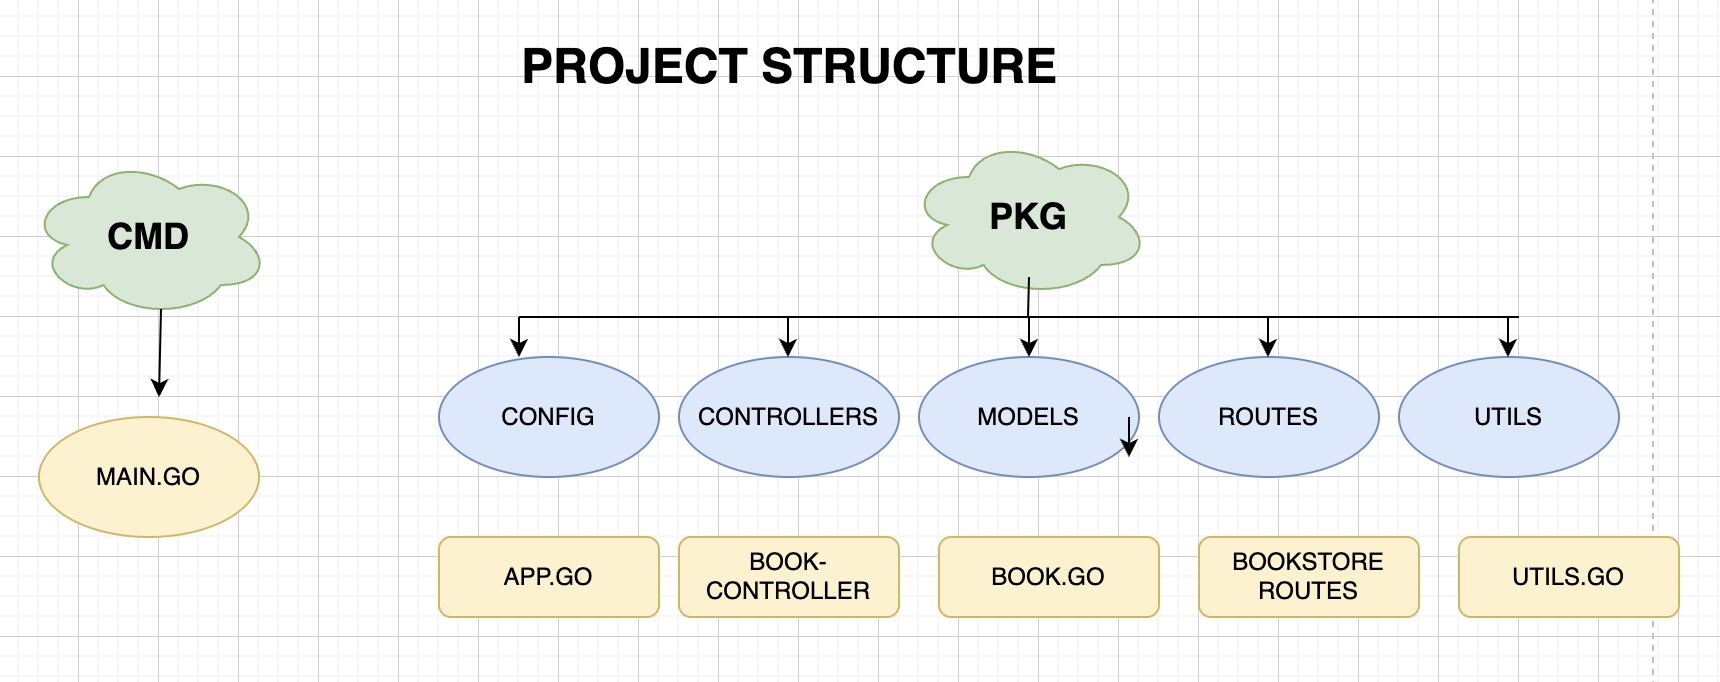 PROJECT STRUCTURE
CMD
PKG
CONFIG
CONTROLLERS
MODELS
ROUTES
UTILS
MAIN.GO
APP.GO
BOOK-
CONTROLLER
BOOK.GO
BOOKSTORE
ROUTES
UTILS.GO